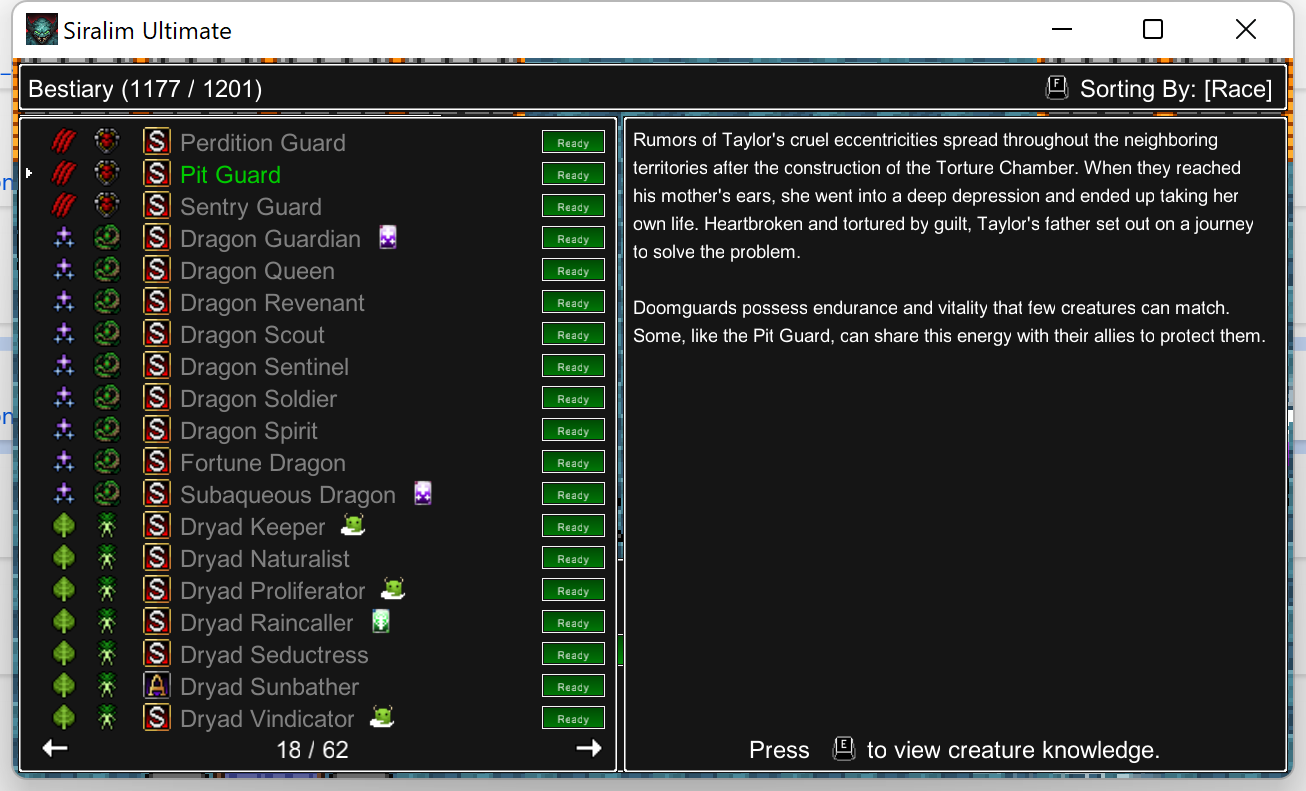 Siralim Ultimate
Bestiary (1177 / 1201)
F Sorting By: [Race]
S Perdition Guard Ready
S Pit Guard Ready
S Sentry Guard Ready
S Dragon Guardian Ready
S Dragon Queen Ready
S Dragon Revenant Ready
S Dragon Scout Ready
S Dragon Sentinel Ready
S Dragon Soldier Ready
S Dragon Spirit Ready
S Fortune Dragon Ready
S Subaqueous Dragon Ready
S Dryad Keeper Ready
S Dryad Naturalist Ready
S Dryad Proliferator Ready
S Dryad Raincaller Ready
S Dryad Seductress Ready
A Dryad Sunbather Ready
S Dryad Vindicator Ready
18 / 62
Rumors of Taylor's cruel eccentricities spread throughout the neighboring
territories after the construction of the Torture Chamber. When they reached
his mother's ears, she went into a deep depression and ended up taking her
own life. Heartbroken and tortured by guilt, Taylor's father set out on a journey
to solve the problem.
Doomguards possess endurance and vitality that few creatures can match.
Some, like the Pit Guard, can share this energy with their allies to protect them.
Press E to view creature knowledge.